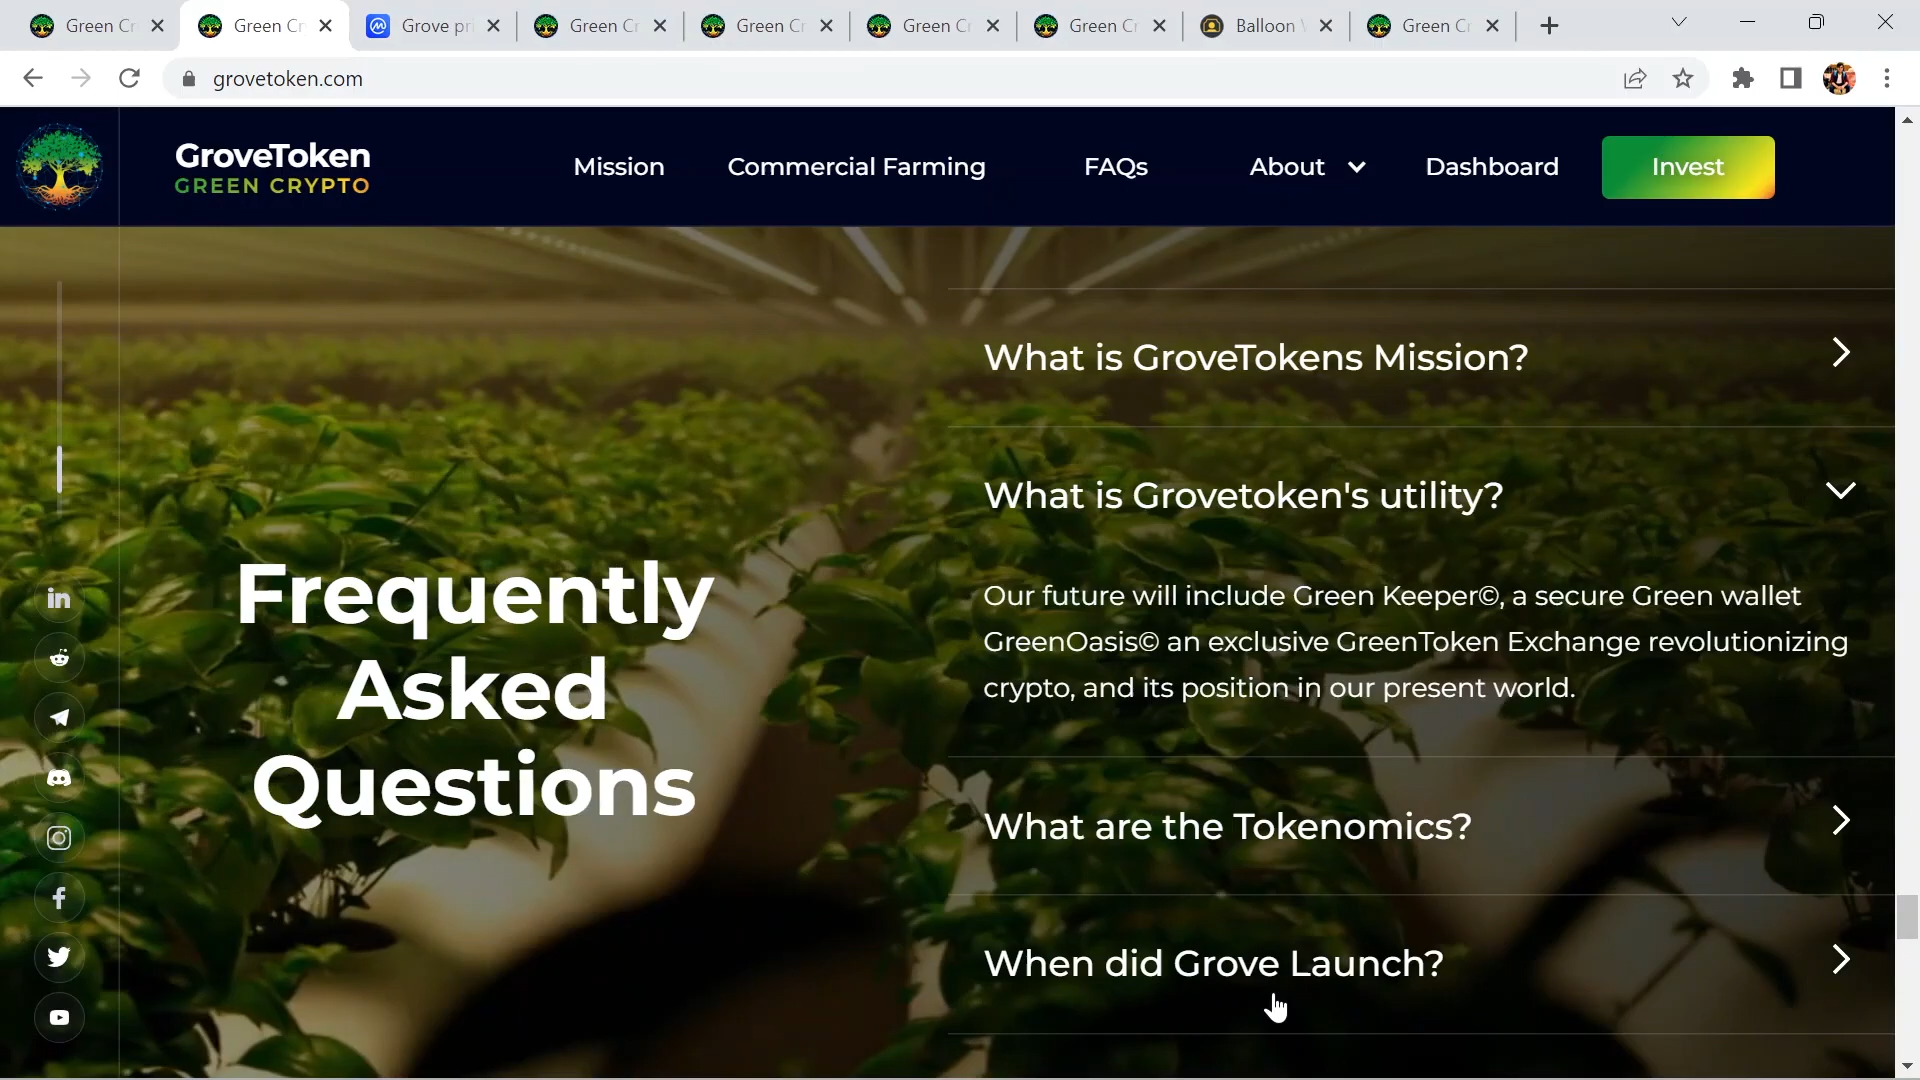 Green Cr
Green Cr
Grove pri
Green Cr
Green Cr
Green Cr
Green Cr
Balloon
Green Cr
grovetoken.com
GroveToken
GREEN CRYPTO
Mission
Commercial Farming
FAQs
About
Dashboard
Invest
Frequently
Asked
Questions
What is GroveTokens Mission?
What is Grovetoken's utility?
Our future will include Green Keeper©, a secure Green wallet
GreenOasis© an exclusive GreenToken Exchange revolutionizing
crypto, and its position in our present world.
What are the Tokenomics?
When did Grove Launch?